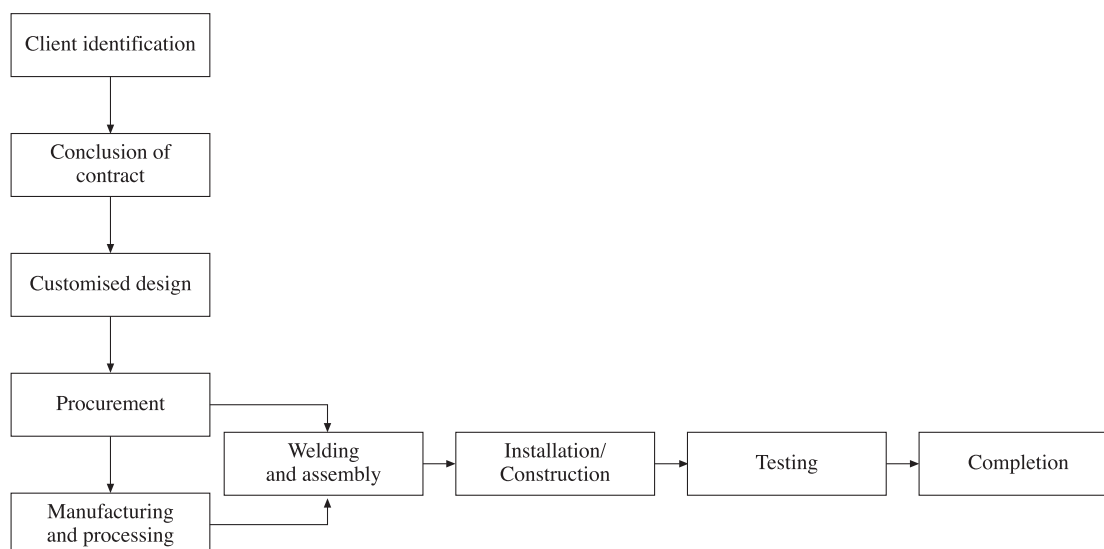 Client identification
Conclusion of
contract
Customised design
Procurement
Manufacturing
and processing
Welding
and assembly
Installation/
Construction
Testing
Completion